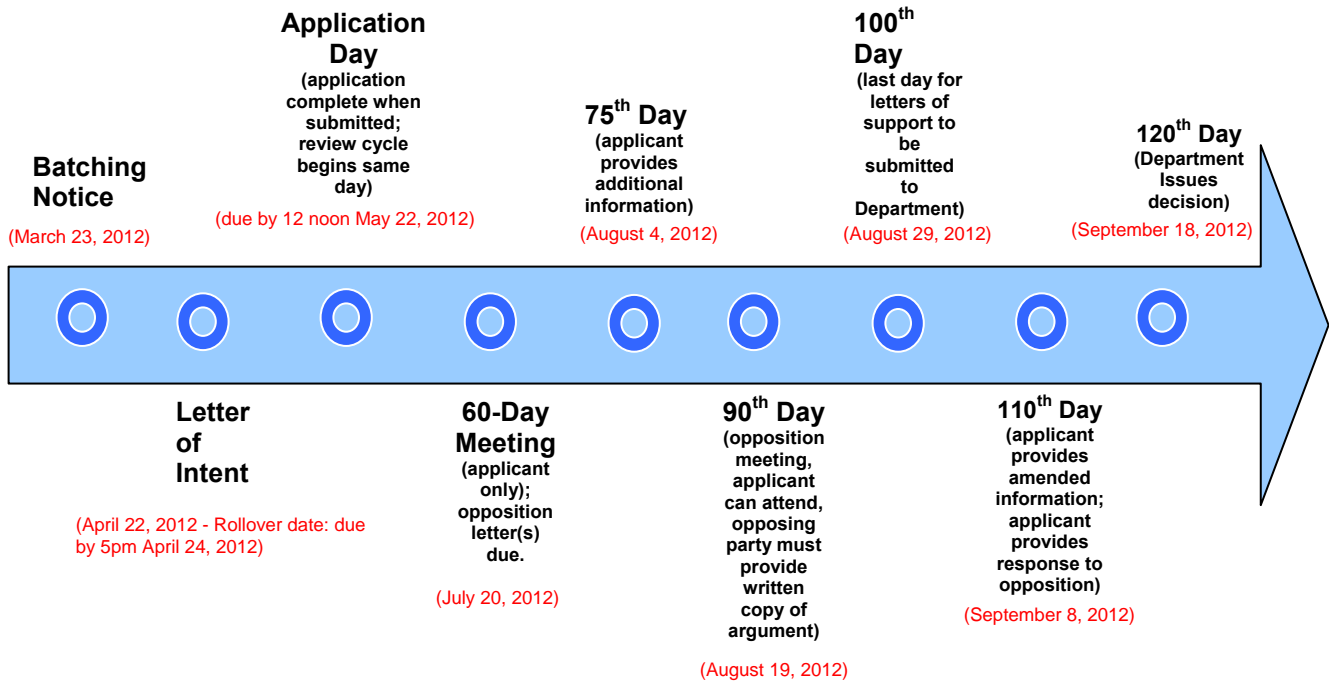 Batching
Notice
(March 23, 2012)
Letter
of
Intent
(April 22, 2012 - Rollover date: due
by 5pm April 24, 2012)
Application
Day
(application
complete when
submitted;
review cycle
begins same
day)
(due by 12 noon May 22, 2012)
60-Day
Meeting
(applicant
only);
opposition
letter(s)
due.
(July 20, 2012)
75th Day
(applicant
provides
additional
information)
(August 4, 2012)
90th Day
(opposition
meeting,
applicant
can attend,
opposing
party must
provide
written
copy of
argument)
(August 19, 2012)
100th
Day
(last day for
letters of
support to
be
submitted
to
Department)
(August 29, 2012)
110th Day
(applicant
provides
amended
information;
applicant
provides
response to
opposition)
(September 8, 2012)
120th Day
(Department
Issues
decision)
(September 18, 2012)